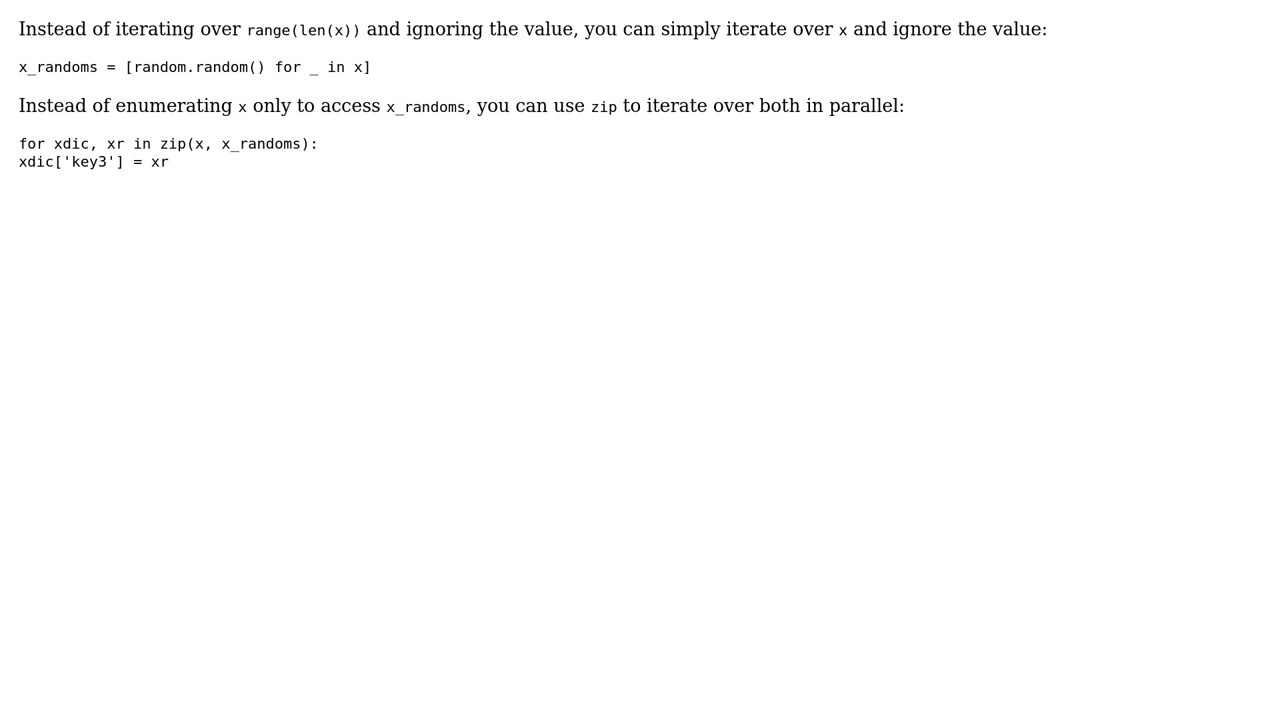 Instead of iterating over range(len(x)) and ignoring the value, you can simply iterate over x and ignore the value:
x_randoms = [random.random() for _ in x]
Instead of enumerating x only to access x_randoms, you can use zip to iterate over both in parallel:
for xdic, xr in zip(x, x_randoms):
xdic['key3'] = xr